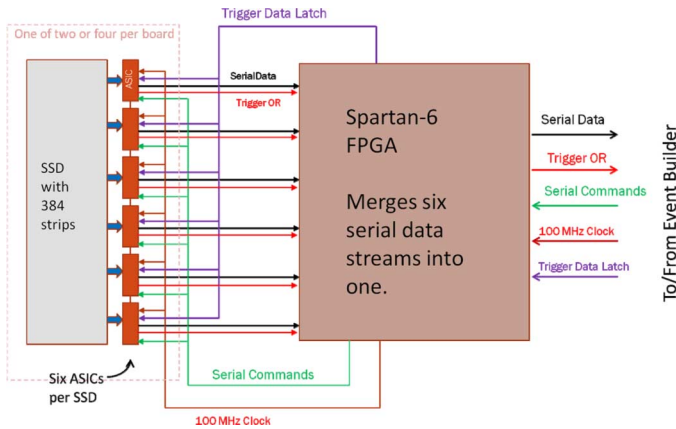 Trigger Data Latch
One of two or four per board
ASIC
SerialData
Trigger OR
SSD
with
384
strips
Spartan-6
FPGA
Merges six
serial data
streams into
one.
Serial Data
Trigger OR
Serial Commands
100 MHz Clock
Trigger Data Latch
To/From Event Builder
Six ASICs
per SSD
Serial Commands
100 MHz Clock